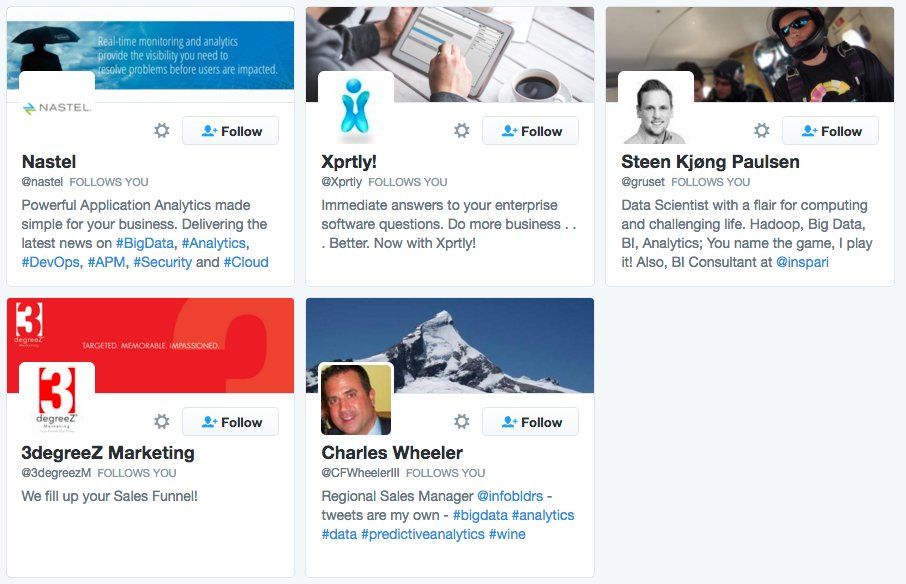 Real-time monitoring and analytics
provide the visibility you need to
resolve problems before users are impacted.
NASTEL
Follow
Nastel
@nastel FOLLOWS YOU
Powerful Application Analytics made
simple for your business. Delivering the
latest news on #BigData, #Analytics,
#DevOps, #APM, #Security and #Cloud
Follow
Xprtly!
@Xprtly FOLLOWS YOU
Immediate answers to your enterprise
software questions. Do more business . .
. Better. Now with Xprtly!
Follow
Steen Kjøng Paulsen
@gruset FOLLOWS YOU
Data Scientist with a flair for computing
and challenging life. Hadoop, Big Data,
BI, Analytics; You name the game, I play
it! Also, BI Consultant at @inspari
3
degreeZ
Marketing
TARGETED. MEMORABLE. IMPASSIONED.
3
degreeZ
Marketing
Follow
3degreeZ Marketing
@3degreezM FOLLOWS YOU
We fill up your Sales Funnel!
Follow
Charles Wheeler
@CFWheelerIII FOLLOWS YOU
Regional Sales Manager @infobldrs -
tweets are my own - #bigdata #analytics
#data #predictiveanalytics #wine